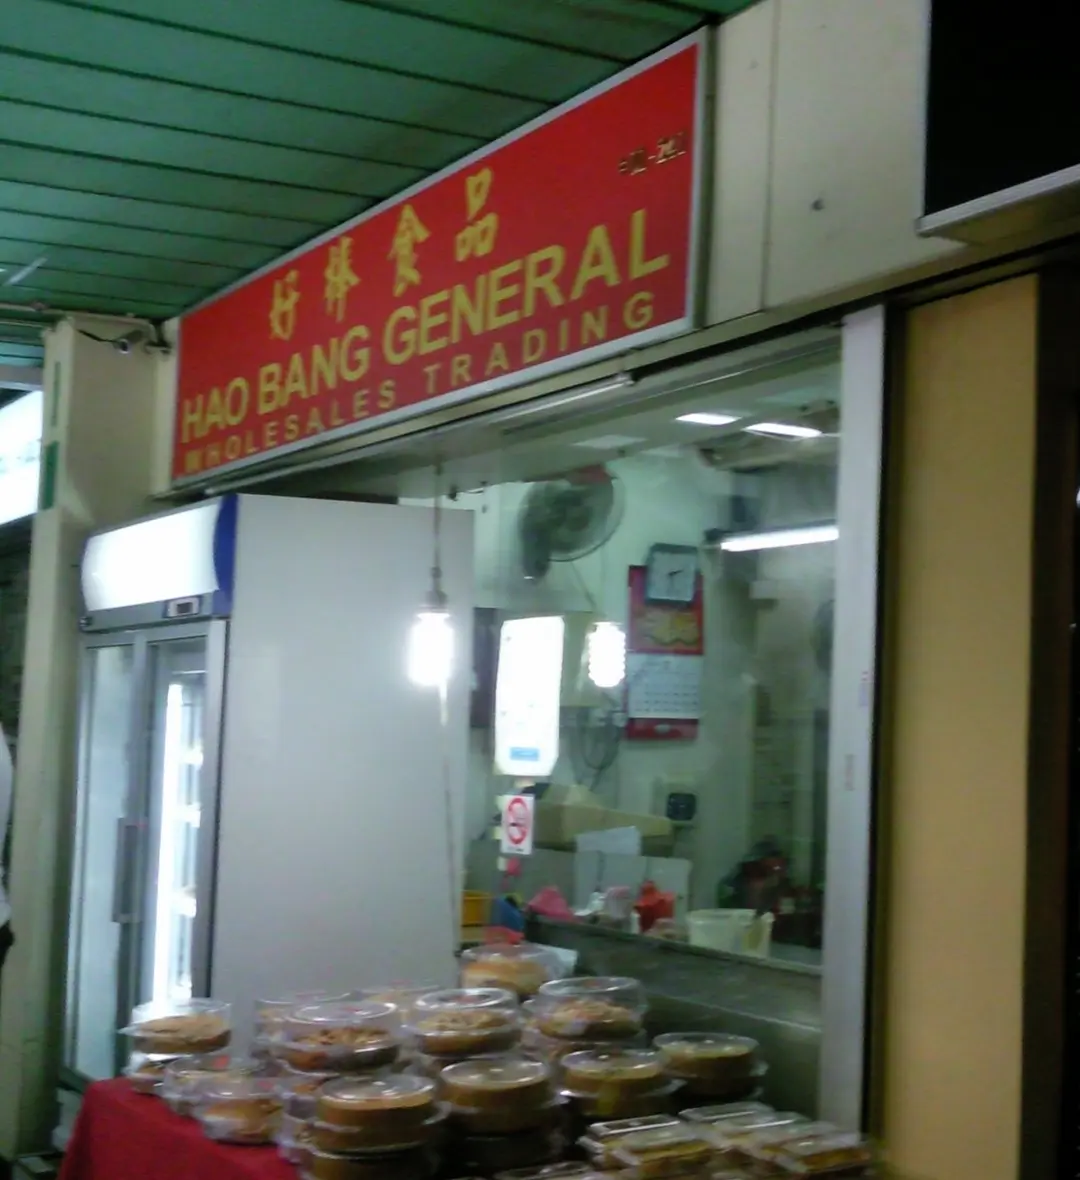 好棒食品
HAO BANG GENERAL
WHOLESALES TRADING